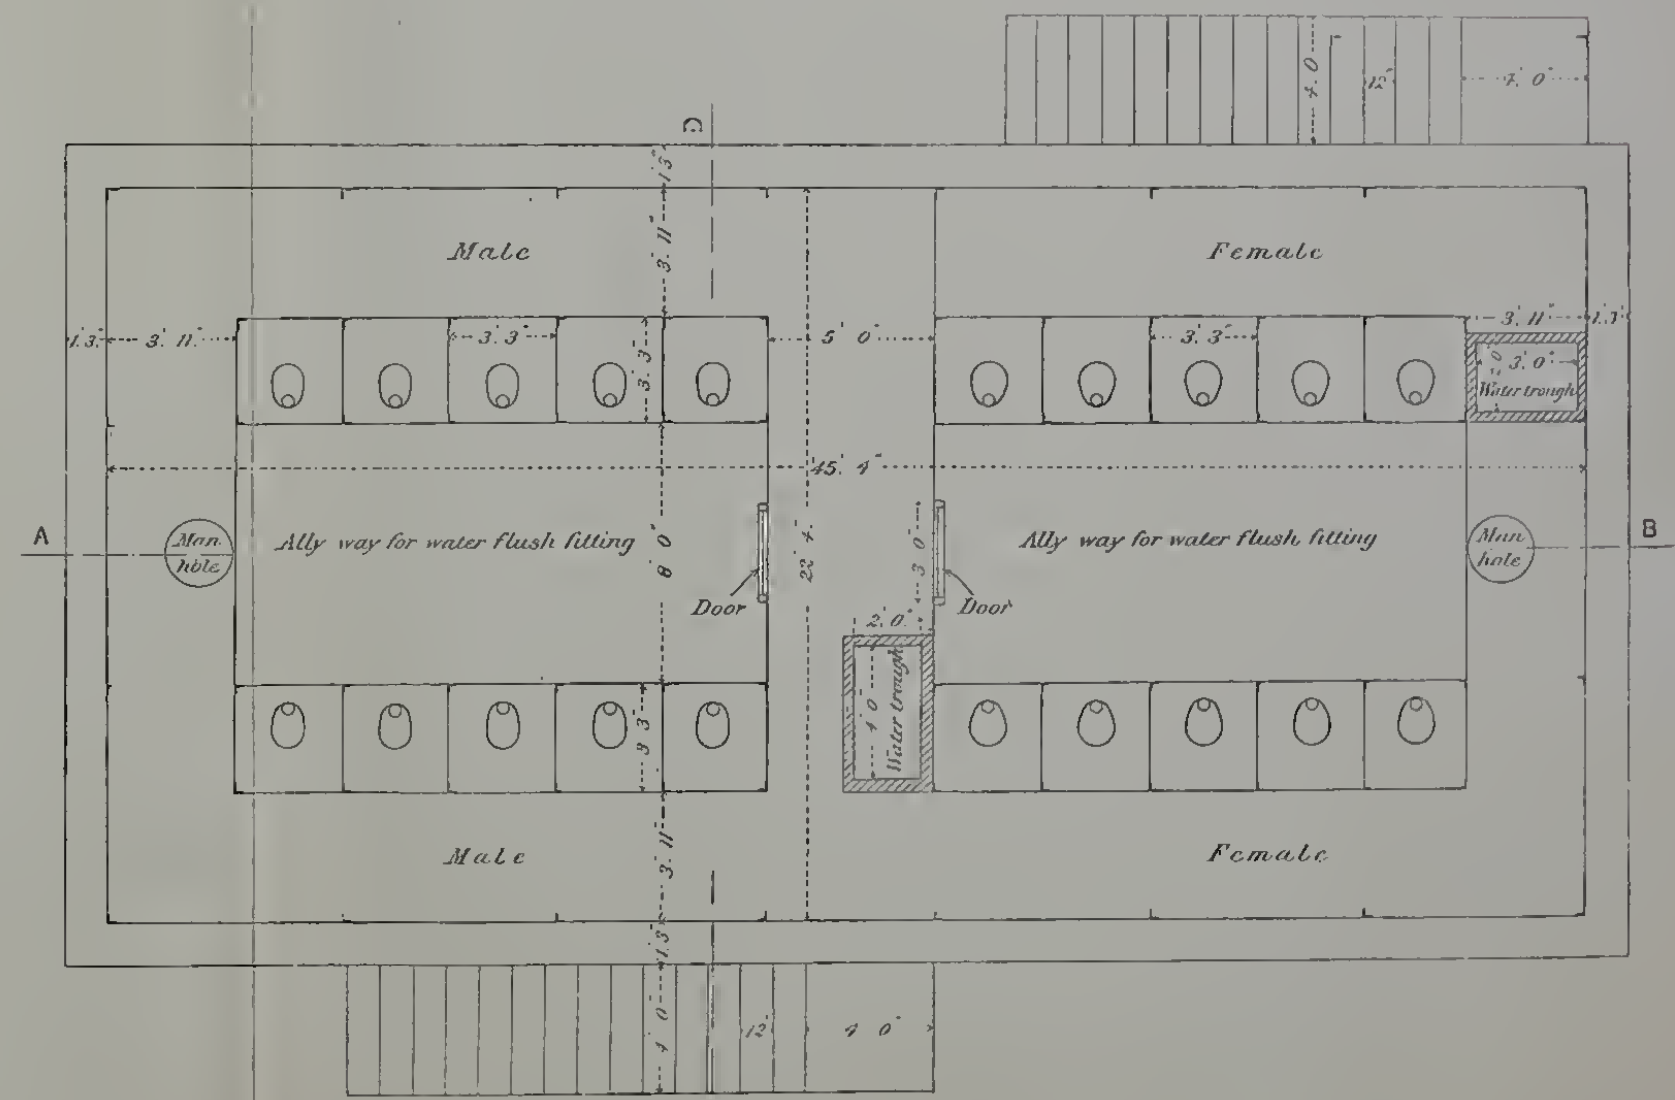 4'. 0
12"
4'. 0"
C
1'3"
Male
3'. 11"
Female
1'.3"
3'. 11"
3'. 3"
3'. 3"
5'. 0"
3'. 3"
3'. 11"
1'.3"
3'. 0"
Water trough
45'. 4"
A
Man
hole
Ally way for water flush fitting
8'. 0"
22'. 4"
3'. 0"
Ally way for water flush fitting
Man
hole
B
Door
Door
2'. 0"
4'. 0"
Water trough
3'. 3"
Male
3'. 11"
Female
1'.3"
4'. 0"
12"
4'. 0"